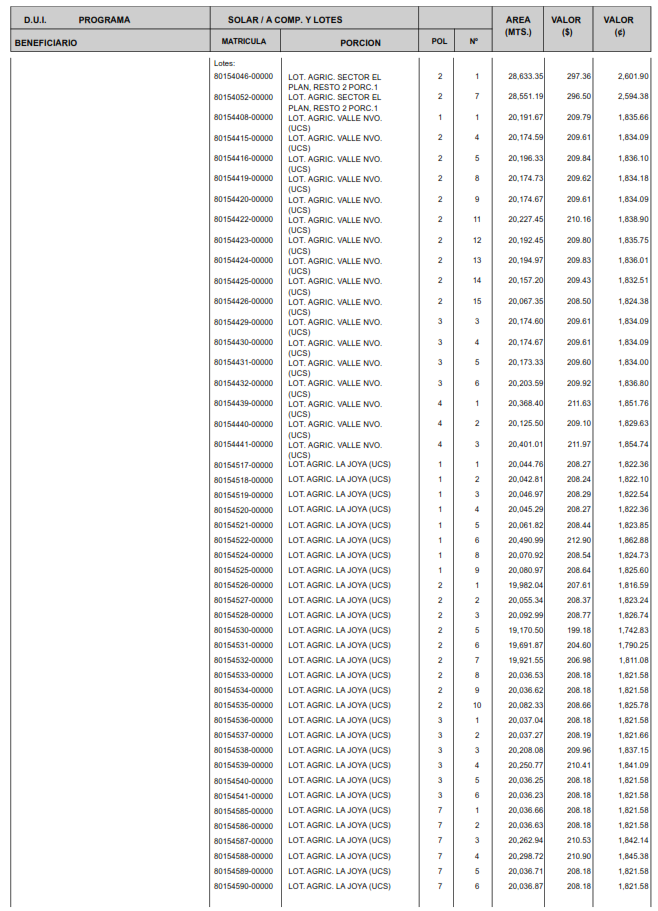 D.U.I. PROGRAMA SOLAR / A COMP. Y LOTES AREA (MTS.) VALOR ($) VALOR (¢)
BENEFICIARIO MATRICULA PORCION POL Nº
Lotes:
80154046-00000 LOT. AGRIC. SECTOR EL 2 1 28,633.35 297.36 2,601.90
PLAN, RESTO 2 PORC.1
80154052-00000 LOT. AGRIC. SECTOR EL 2 7 28,551.19 296.50 2,594.38
PLAN, RESTO 2 PORC.1
80154408-00000 LOT. AGRIC. VALLE NVO. 1 1 20,191.67 209.79 1,835.66
(UCS)
80154415-00000 LOT. AGRIC. VALLE NVO. 2 4 20,174.59 209.61 1,834.09
(UCS)
80154416-00000 LOT. AGRIC. VALLE NVO. 2 5 20,196.33 209.84 1,836.10
(UCS)
80154419-00000 LOT. AGRIC. VALLE NVO. 2 8 20,174.73 209.62 1,834.18
(UCS)
80154420-00000 LOT. AGRIC. VALLE NVO. 2 9 20,174.67 209.61 1,834.09
(UCS)
80154422-00000 LOT. AGRIC. VALLE NVO. 2 11 20,227.45 210.16 1,838.90
(UCS)
80154423-00000 LOT. AGRIC. VALLE NVO. 2 12 20,192.45 209.80 1,835.75
(UCS)
80154424-00000 LOT. AGRIC. VALLE NVO. 2 13 20,194.97 209.83 1,836.01
(UCS)
80154425-00000 LOT. AGRIC. VALLE NVO. 2 14 20,157.20 209.43 1,832.51
(UCS)
80154426-00000 LOT. AGRIC. VALLE NVO. 2 15 20,067.35 208.50 1,824.38
(UCS)
80154429-00000 LOT. AGRIC. VALLE NVO. 3 3 20,174.60 209.61 1,834.09
(UCS)
80154430-00000 LOT. AGRIC. VALLE NVO. 3 4 20,174.67 209.61 1,834.09
(UCS)
80154431-00000 LOT. AGRIC. VALLE NVO. 3 5 20,173.33 209.60 1,834.00
(UCS)
80154432-00000 LOT. AGRIC. VALLE NVO. 3 6 20,203.59 209.92 1,836.80
(UCS)
80154439-00000 LOT. AGRIC. VALLE NVO. 4 1 20,368.40 211.63 1,851.76
(UCS)
80154440-00000 LOT. AGRIC. VALLE NVO. 4 2 20,125.50 209.10 1,829.63
(UCS)
80154441-00000 LOT. AGRIC. VALLE NVO. 4 3 20,401.01 211.97 1,854.74
(UCS)
80154517-00000 LOT. AGRIC. LA JOYA (UCS) 1 1 20,044.76 208.27 1,822.36
80154518-00000 LOT. AGRIC. LA JOYA (UCS) 1 2 20,042.81 208.24 1,822.10
80154519-00000 LOT. AGRIC. LA JOYA (UCS) 1 3 20,046.97 208.29 1,822.54
80154520-00000 LOT. AGRIC. LA JOYA (UCS) 1 4 20,045.29 208.27 1,822.36
80154521-00000 LOT. AGRIC. LA JOYA (UCS) 1 5 20,061.82 208.44 1,823.85
80154522-00000 LOT. AGRIC. LA JOYA (UCS) 1 6 20,490.99 212.90 1,862.88
80154524-00000 LOT. AGRIC. LA JOYA (UCS) 1 8 20,070.92 208.54 1,824.73
80154525-00000 LOT. AGRIC. LA JOYA (UCS) 1 9 20,080.97 208.64 1,825.60
80154526-00000 LOT. AGRIC. LA JOYA (UCS) 2 1 19,982.04 207.61 1,816.59
80154527-00000 LOT. AGRIC. LA JOYA (UCS) 2 2 20,055.34 208.37 1,823.24
80154528-00000 LOT. AGRIC. LA JOYA (UCS) 2 3 20,092.99 208.77 1,826.74
80154530-00000 LOT. AGRIC. LA JOYA (UCS) 2 5 19,170.50 199.18 1,742.83
80154531-00000 LOT. AGRIC. LA JOYA (UCS) 2 6 19,691.87 204.60 1,790.25
80154532-00000 LOT. AGRIC. LA JOYA (UCS) 2 7 19,921.55 206.98 1,811.08
80154533-00000 LOT. AGRIC. LA JOYA (UCS) 2 8 20,036.53 208.18 1,821.58
80154534-00000 LOT. AGRIC. LA JOYA (UCS) 2 9 20,036.62 208.18 1,821.58
80154535-00000 LOT. AGRIC. LA JOYA (UCS) 2 10 20,082.33 208.66 1,825.78
80154536-00000 LOT. AGRIC. LA JOYA (UCS) 3 1 20,037.04 208.18 1,821.58
80154537-00000 LOT. AGRIC. LA JOYA (UCS) 3 2 20,037.27 208.19 1,821.66
80154538-00000 LOT. AGRIC. LA JOYA (UCS) 3 3 20,208.08 209.96 1,837.15
80154539-00000 LOT. AGRIC. LA JOYA (UCS) 3 4 20,250.77 210.41 1,841.09
80154540-00000 LOT. AGRIC. LA JOYA (UCS) 3 5 20,036.25 208.18 1,821.58
80154541-00000 LOT. AGRIC. LA JOYA (UCS) 3 6 20,036.23 208.18 1,821.58
80154585-00000 LOT. AGRIC. LA JOYA (UCS) 7 1 20,036.66 208.18 1,821.58
80154586-00000 LOT. AGRIC. LA JOYA (UCS) 7 2 20,036.63 208.18 1,821.58
80154587-00000 LOT. AGRIC. LA JOYA (UCS) 7 3 20,262.94 210.53 1,842.14
80154588-00000 LOT. AGRIC. LA JOYA (UCS) 7 4 20,298.72 210.90 1,845.38
80154589-00000 LOT. AGRIC. LA JOYA (UCS) 7 5 20,036.71 208.18 1,821.58
80154590-00000 LOT. AGRIC. LA JOYA (UCS) 7 6 20,036.87 208.18 1,821.58